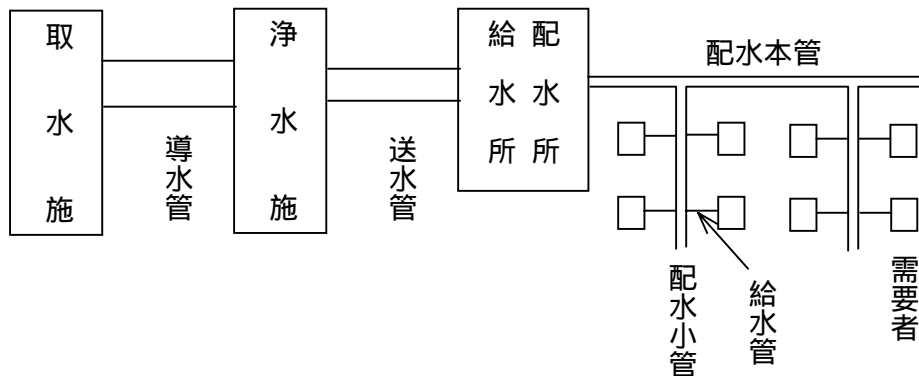 取水施
導水管
浄水施
送水管
配水所
給水所
配水本管
配水小管
給水管
需要者